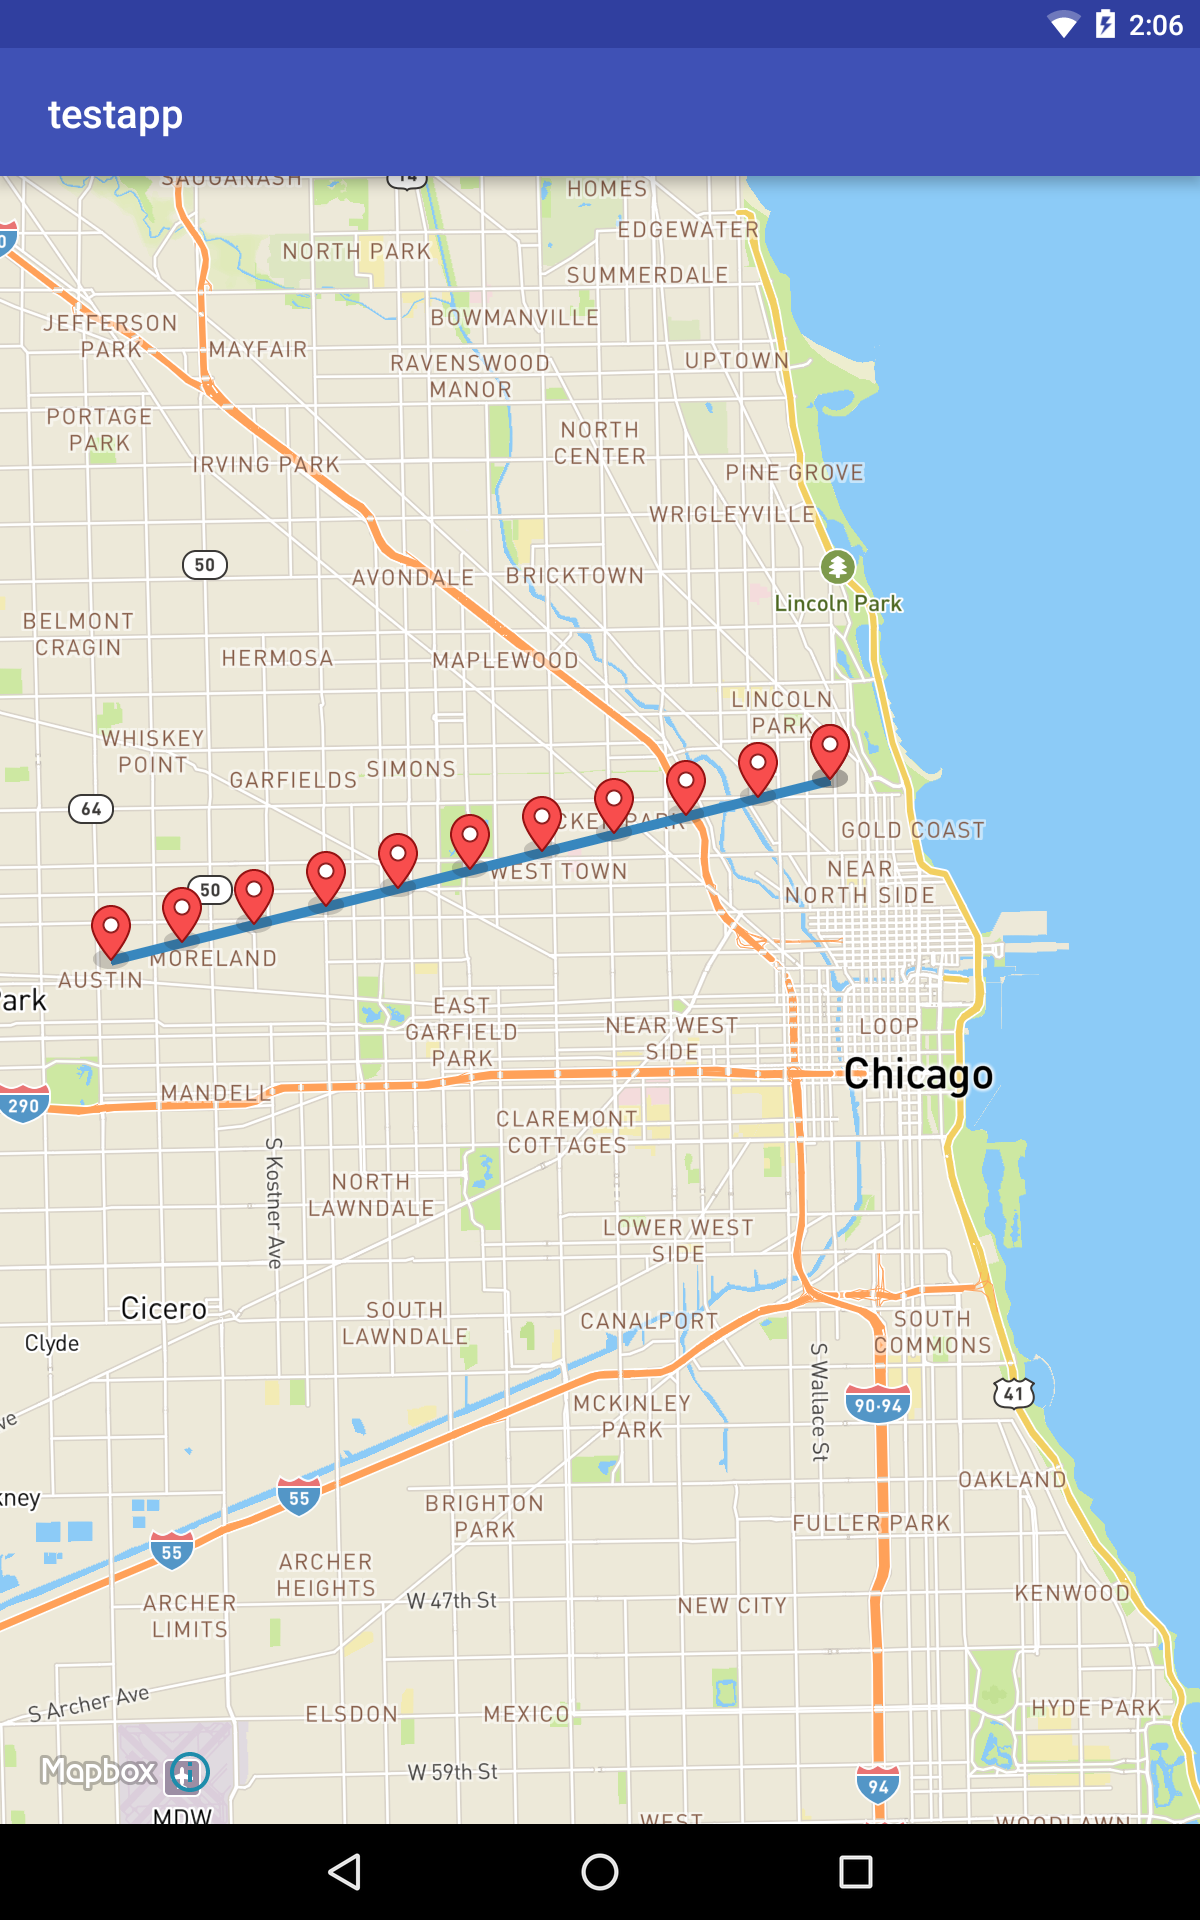 2:06
testapp
SAUGANASH
14
HOMES
EDGEWATER
NORTH PARK
SUMMERDALE
BOWMANVILLE
JEFFERSON
PARK
MAYFAIR
RAVENSWOOD
MANOR
UPTOWN
PORTAGE
PARK
NORTH
CENTER
IRVING PARK
PINE GROVE
WRIGLEYVILLE
50
AVONDALE
BRICKTOWN
Lincoln Park
BELMONT
CRAGIN
HERMOSA
MAPLEWOOD
LINCOLN
PARK
WHISKEY
POINT
GARFIELDS
SIMONS
64
CKER PARK
GOLD COAST
WEST TOWN
NEAR
NORTH SIDE
50
MORELAND
AUSTIN
Park
EAST
GARFIELD
PARK
NEAR WEST
SIDE
LOOP
Chicago
MANDELL
290
CLAREMONT
COTTAGES
S Kostner Ave
NORTH
LAWNDALE
LOWER WEST
SIDE
Cicero
SOUTH
LAWNDALE
CANALPORT
SOUTH
COMMONS
Clyde
S Wallace St
41
90-94
MCKINLEY
PARK
OAKLAND
kney
55
BRIGHTON
PARK
FULLER PARK
55
ARCHER
HEIGHTS
KENWOOD
W 47th St
ARCHER
LIMITS
NEW CITY
S Archer Ave
ELSDON
MEXICO
HYDE PARK
Mapbox
W 59th St
94
MDW
WEST
WOODLAWN